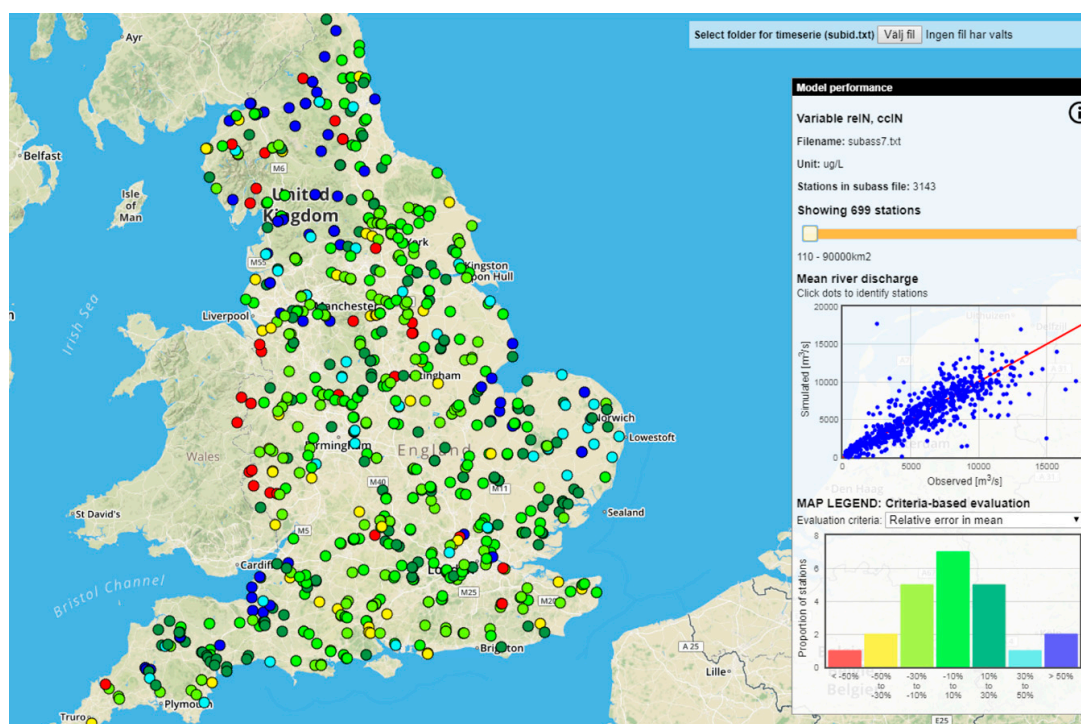 Ayr
Belfast
M6
Isle of
Man
United
Kingdom
York
M55
Kingston
upon Hull
Irish Sea
Liverpool
Manchester
Nottingham
Norwich
Lowestoft
Birmingham
England
Wales
M40
M11
St David's
M5
Sealand
Cardiff
London
Bristol Channel
M25
M20
Brighton
Plymouth
Truro
A 25
Lille
Select folder for timeserie (subid.txt) Välj fil Ingen fil har valts
Model performance
Variable reIN, ccIN
Filename: subass7.txt
Unit: ug/L
Stations in subass file: 3143
Showing 699 stations
110 - 90000km2
Mean river discharge
Click dots to identify stations
20000
15000
10000
5000
0
Simulated [m³/s]
0 5000 10000 15000
Observed [m³/s]
Den Haag
A 31
MAP LEGEND: Criteria-based evaluation
Evaluation criteria: Relative error in mean
8
6
4
2
0
Proportion of stations
< -50% -50% to -30% -30% to -10% -10% to 10% 10% to 30% 30% to 50% > 50%
E25